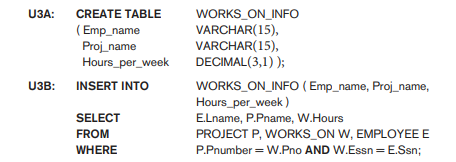 U3A: CREATE TABLE WORKS_ON_INFO
( Emp_name VARCHAR(15),
Proj_name VARCHAR(15),
Hours_per_week DECIMAL(3,1) );
U3B: INSERT INTO WORKS_ON_INFO ( Emp_name, Proj_name,
Hours_per_week )
SELECT E.Lname, P.Pname, W.Hours
FROM PROJECT P, WORKS_ON W, EMPLOYEE E
WHERE P.Pnumber = W.Pno AND W.Essn = E.Ssn;